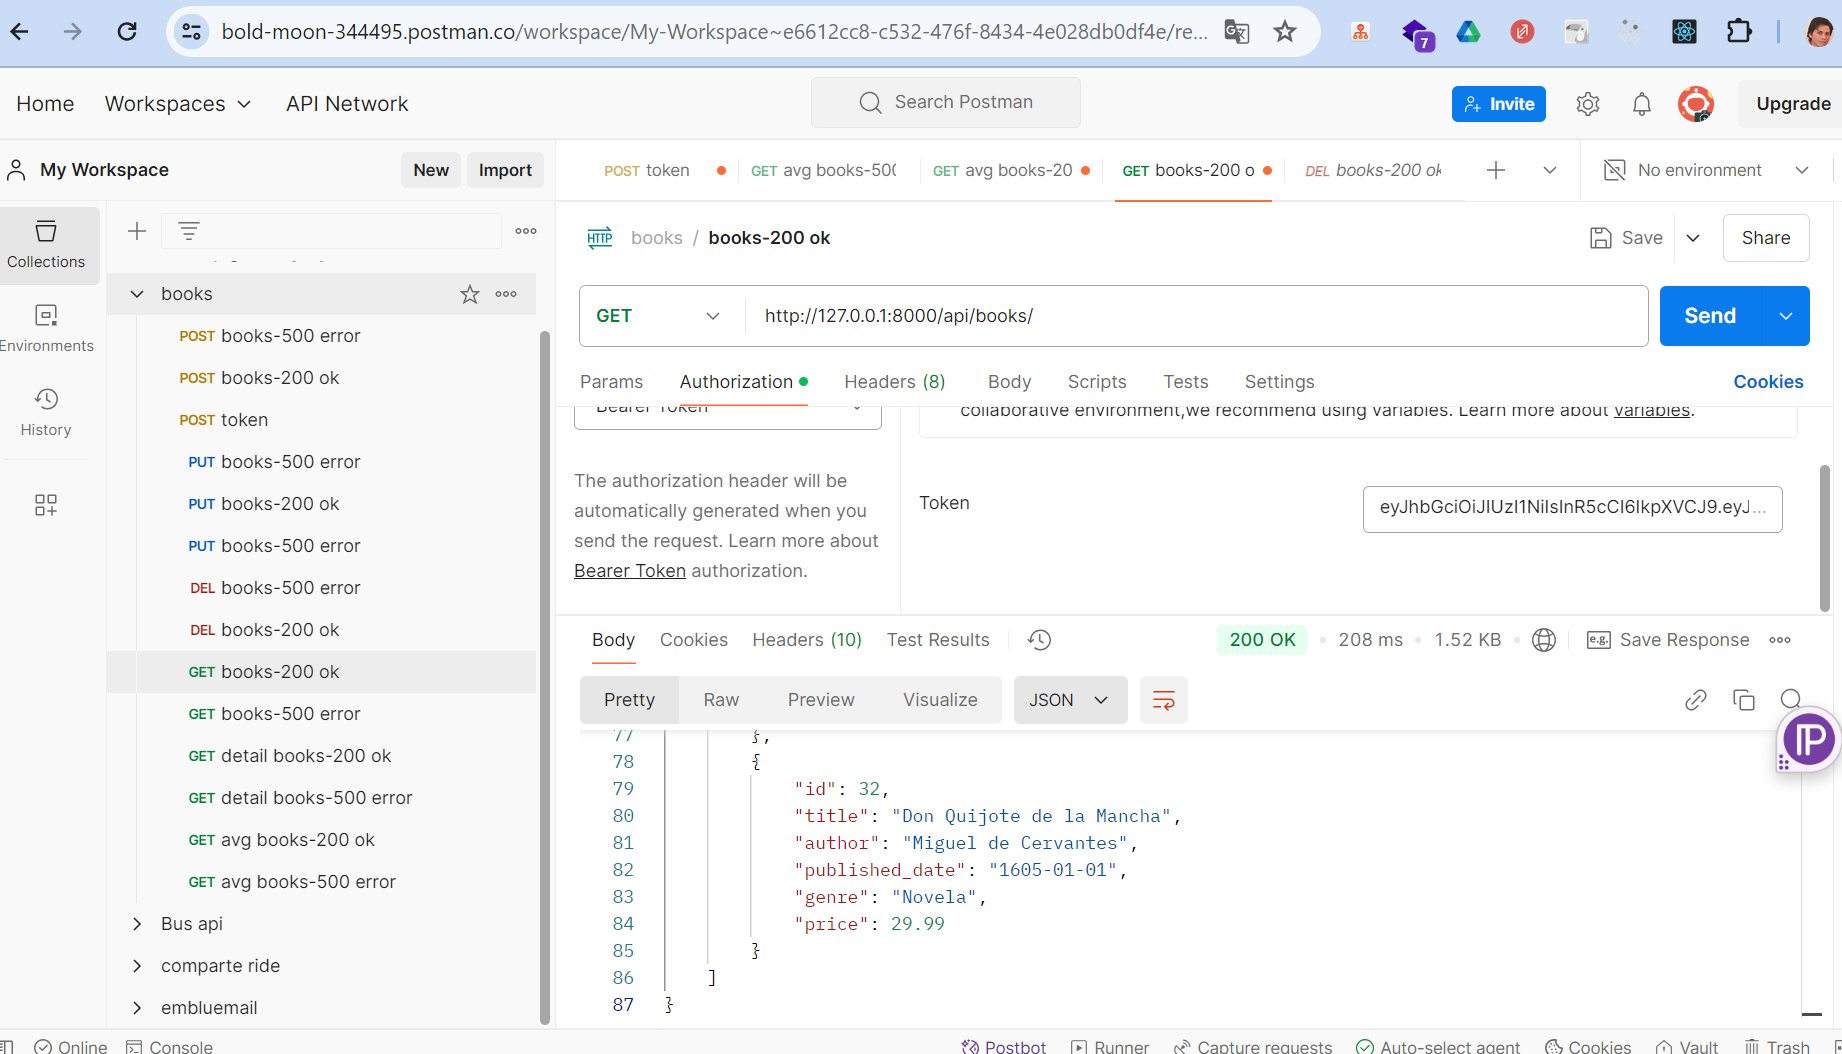 bold-moon-344495.postman.co/workspace/My-Workspace~e6612cc8-c532-476f-8434-4e028db0df4e/re...
7
Home
Workspaces
API Network
Search Postman
Invite
Upgrade
My Workspace
New
Import
POST token
GET avg books-50
GET avg books-20
GET books-200 o
DEL books-200 ok
No environment
Collections
Environments
History
books
POST books-500 error
POST books-200 ok
POST token
PUT books-500 error
PUT books-200 ok
PUT books-500 error
DEL books-500 error
DEL books-200 ok
GET books-200 ok
GET books-500 error
GET detail books-200 ok
GET detail books-500 error
GET avg books-200 ok
GET avg books-500 error
Bus api
comparte ride
embluemail
HTTP books / books-200 ok
Save
Share
GET
http://127.0.0.1:8000/api/books/
Send
Params
Authorization
Headers (8)
Body
Scripts
Tests
Settings
Cookies
Bearer Token
collaborative environment,we recommend using variables. Learn more about variables.
The authorization header will be
automatically generated when you
send the request. Learn more about
Bearer Token authorization.
Token
eyJhbGciOiJIUzI1NiIsInR5cCI6IkpXVCJ9.eyJ...
Body
Cookies
Headers (10)
Test Results
200 OK
208 ms
1.52 KB
e.g.
Save Response
Pretty
Raw
Preview
Visualize
JSON
77 },
78 {
79 "id": 32,
80 "title": "Don Quijote de la Mancha",
81 "author": "Miguel de Cervantes",
82 "published_date": "1605-01-01",
83 "genre": "Novela",
84 "price": 29.99
85 }
86 ]
87 }
IP
Online
Console
Postbot
Runner
Capture requests
Auto-select agent
Cookies
Vault
Trash